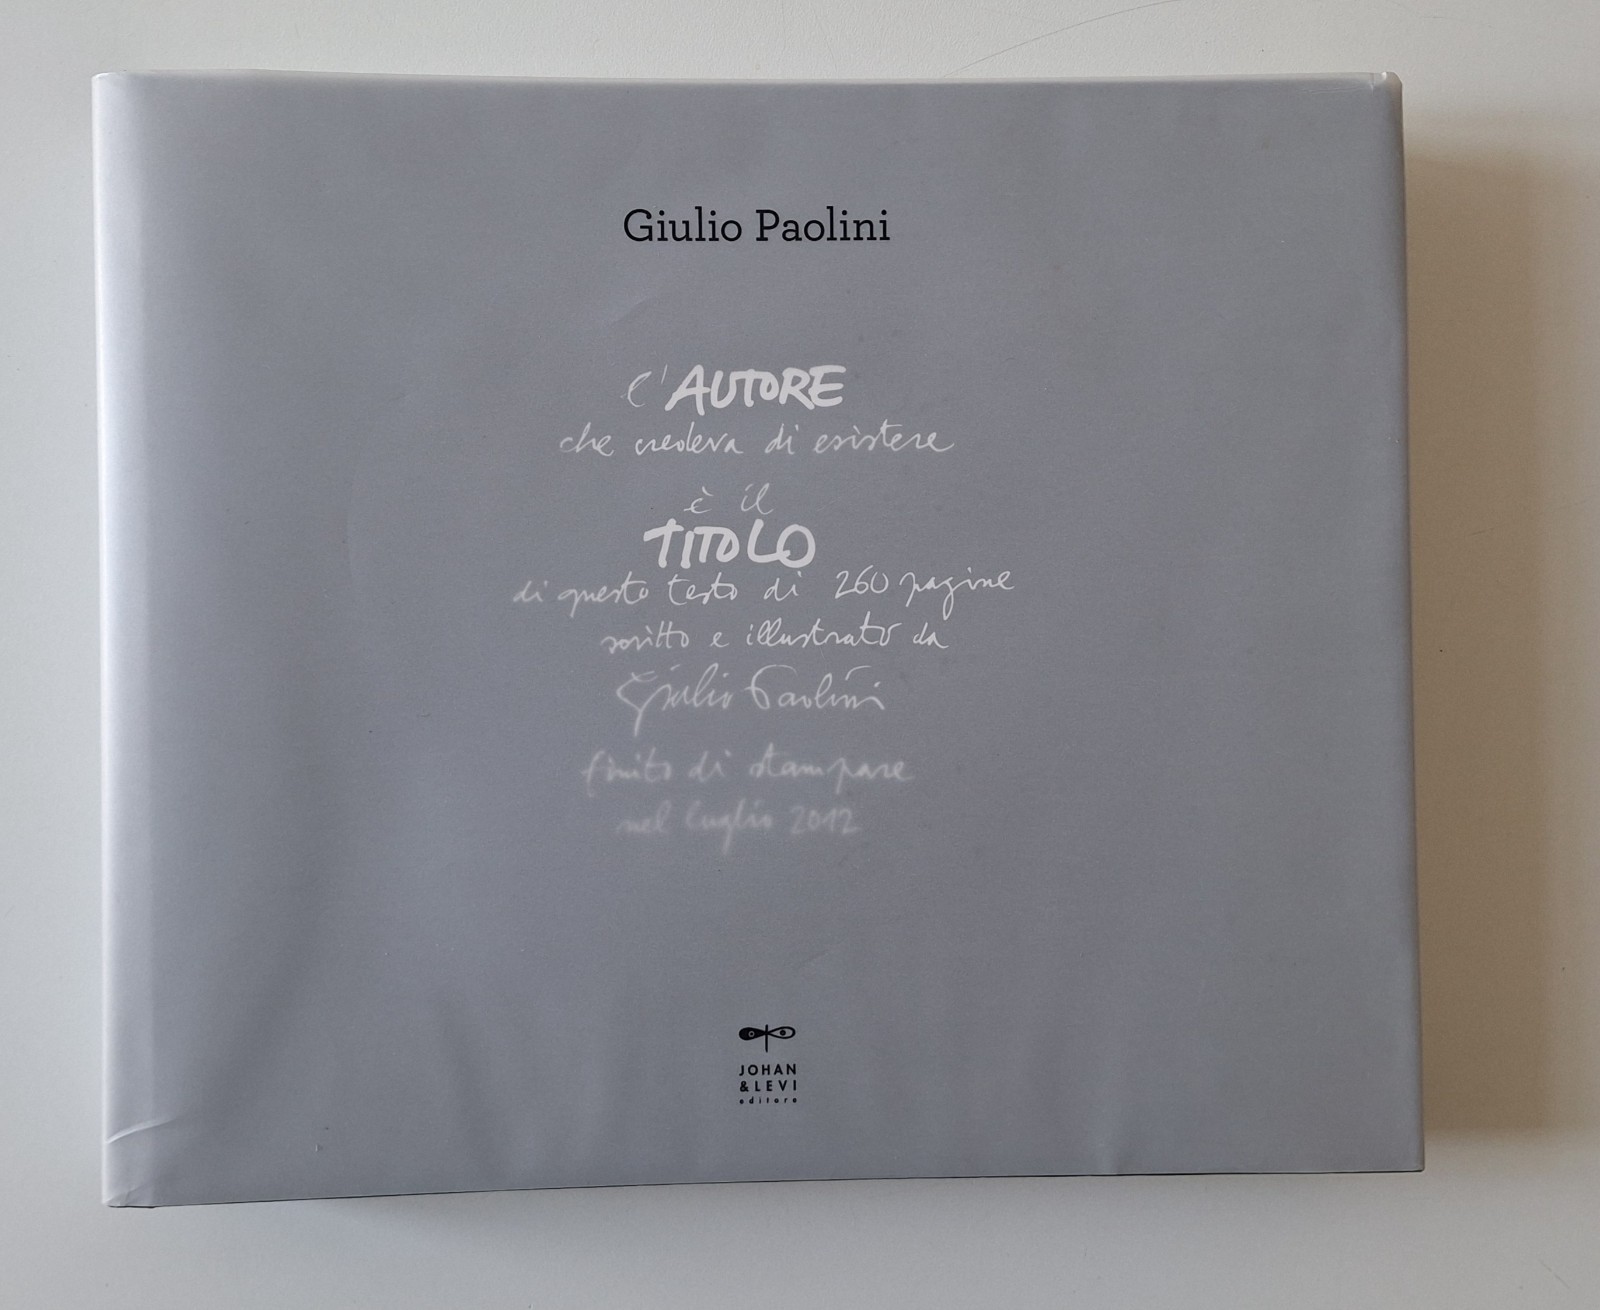 Giulio Paolini
l'AUTORE
che credeva di esistere
è il
TITOLO
di questo testo di 260 pagine
scritto e illustrato da
Giulio Paolini
finito di stampare
nel luglio 2012
JOHAN
& LEVI
editore